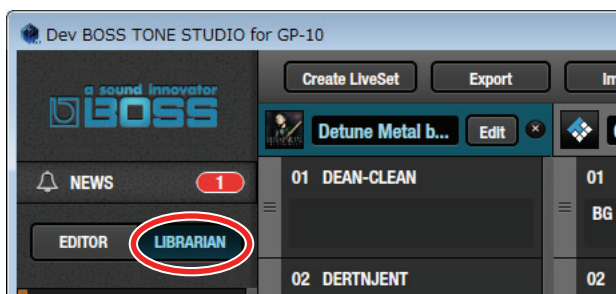 Dev BOSS TONE STUDIO for GP-10
a sound innovator
BOSS
Create LiveSet
Export
Detune Metal b...
Edit
NEWS
1
EDITOR
LIBRARIAN
01 DEAN-CLEAN
02 DERTNJENT
01
BG
02